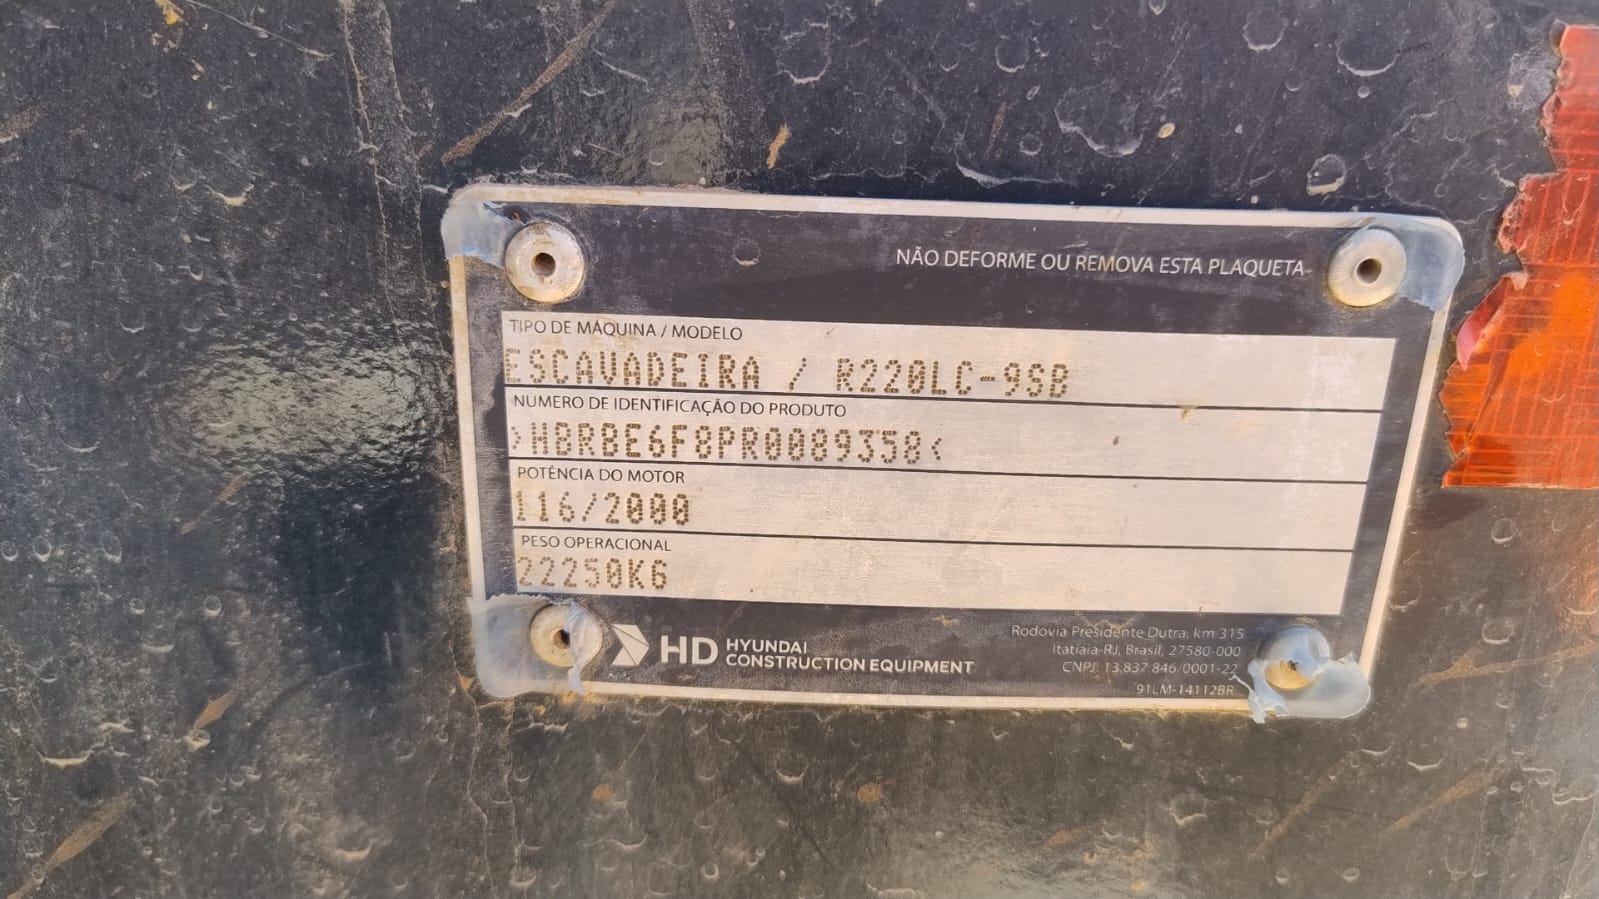 NÃO DEFORME OU REMOVA ESTA PLAQUETA
TIPO DE MÁQUINA / MODELO
ESCAVADEIRA / R220LC-9SB
NUMERO DE IDENTIFICAÇÃO DO PRODUTO
>HBRBE6F8PR0089358<
POTÊNCIA DO MOTOR
116/2000
PESO OPERACIONAL
22250KG
HD HYUNDAI
CONSTRUCTION EQUIPMENT
Rodovia Presidente Dutra, km 315
Itatiaia-RJ, Brasil, 27580-000
CNPJ: 13.837.846/0001-22
91LM-14112BR